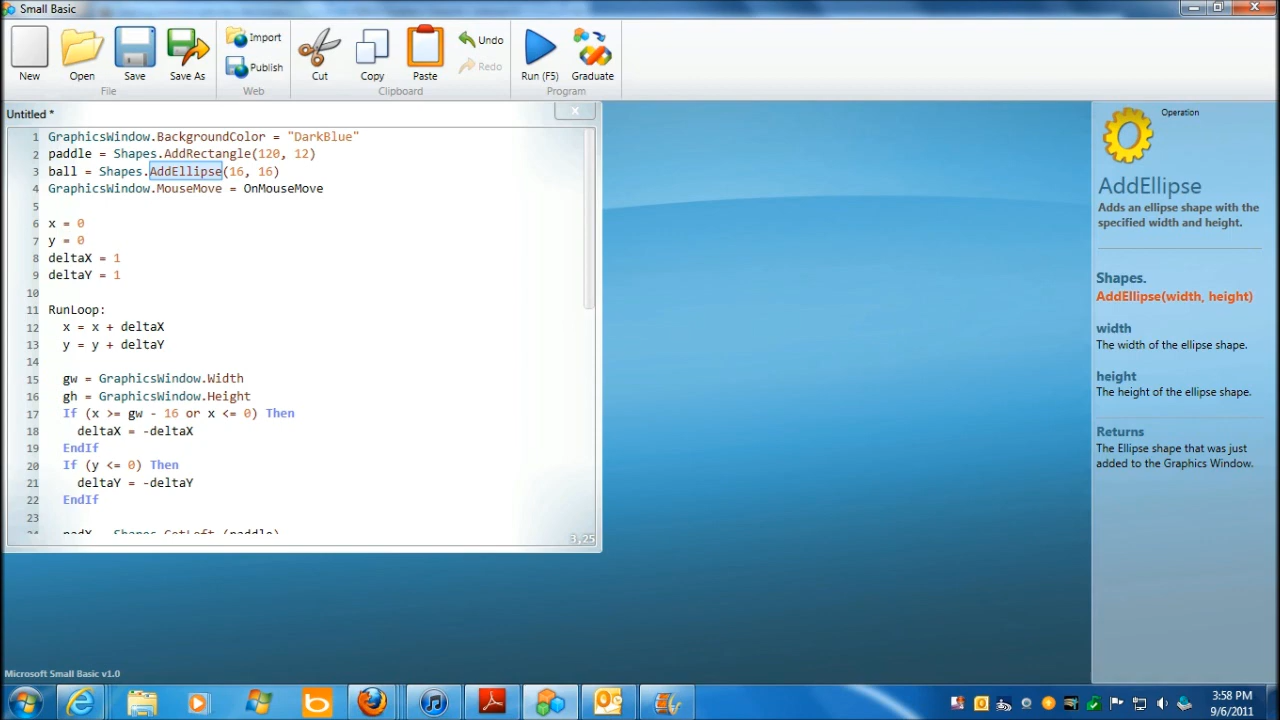 Small Basic
New
Open
Save
Save As
Import
Publish
Cut
Copy
Paste
Undo
Redo
Run (F5)
Graduate
File
Web
Clipboard
Program
Untitled *
1 GraphicsWindow.BackgroundColor = "DarkBlue"
2 paddle = Shapes.AddRectangle(120, 12)
3 ball = Shapes.AddEllipse(16, 16)
4 GraphicsWindow.MouseMove = OnMouseMove
5
6 x = 0
7 y = 0
8 deltaX = 1
9 deltaY = 1
10
11 RunLoop:
12 x = x + deltaX
13 y = y + deltaY
14
15 gw = GraphicsWindow.Width
16 gh = GraphicsWindow.Height
17 If (x >= gw - 16 or x <= 0) Then
18 deltaX = -deltaX
19 EndIf
20 If (y <= 0) Then
21 deltaY = -deltaY
22 EndIf
23
24 padX = Shapes.GetLeft (paddle)
3,25
Operation
AddEllipse
Adds an ellipse shape with the
specified width and height.
Shapes.
AddEllipse(width, height)
width
The width of the ellipse shape.
height
The height of the ellipse shape.
Returns
The Ellipse shape that was just
added to the Graphics Window.
Microsoft Small Basic v1.0
3:58 PM
9/6/2011